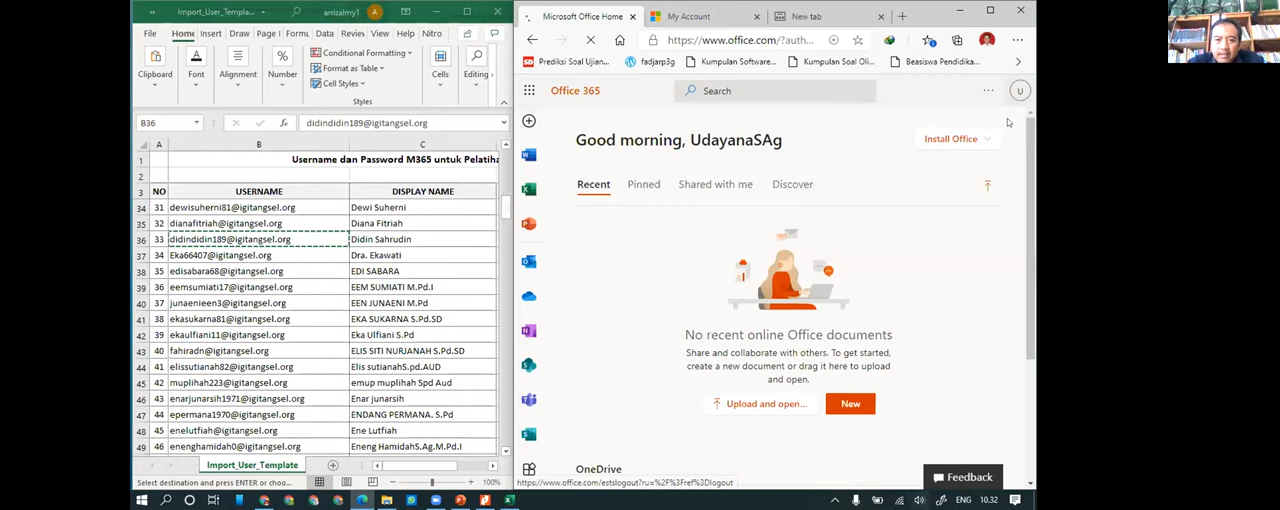 Import_User_Templa...
arrizalmy1
File
Home
Insert
Draw
Page l
Formu
Data
Review
View
Help
Nitro
Clipboard
Font
Alignment
Number
Conditional Formatting
Format as Table
Cell Styles
Styles
Cells
Editing
B36
didindidin189@igitangsel.org
A B C
1 Username dan Password M365 untuk Pelatiha
2
3 NO USERNAME DISPLAY NAME
34 31 dewisuherni81@igitangsel.org Dewi Suherni
35 32 dianafitriah@igitangsel.org Diana Fitriah
36 33 didindidin189@igitangsel.org Didin Sahrudin
37 34 Eka66407@igitangsel.org Dra. Ekawati
38 35 edisabara68@igitangsel.org EDI SABARA
39 36 eemsumiati17@igitangsel.org EEM SUMIATI M.Pd.I
40 37 junaenieen3@igitangsel.org EEN JUNAENI M.Pd
41 38 ekasukarna81@igitangsel.org EKA SUKARNA S.Pd.SD
42 39 ekaulfiani11@igitangsel.org Eka Ulfiani S.Pd
43 40 fahiradn@igitangsel.org ELIS SITI NURJANAH S.Pd.SD
44 41 elissutianah82@igitangsel.org Elis sutianahS.pd.AUD
45 42 muplihah223@igitangsel.org emup muplihah Spd Aud
46 43 enarjunarsih1971@igitangsel.org Enar junarsih
47 44 epermana1970@igitangsel.org ENDANG PERMANA. S.Pd
48 45 enelutfiah@igitangsel.org Ene Lutfiah
49 46 enenghamidah0@igitangsel.org Eneng HamidahS.Ag.M.Pd.I
Import_User_Template
Select destination and press ENTER or choo...
100%
Microsoft Office Home
My Account
New tab
https://www.office.com/?auth...
Prediksi Soal Ujian...
fadjarp3g
Kumpulan Software...
Kumpulan Soal Oli...
Beasiswa Pendidika...
Office 365
Search
U
Good morning, UdayanaSAg
Install Office
Recent
Pinned
Shared with me
Discover
No recent online Office documents
Share and collaborate with others. To get started,
create a new document or drag it here to upload
and open.
Upload and open...
New
OneDrive
Feedback
https://www.office.com/estslogout?ru=%2F%3Fref%3Dlogout
ENG
10.32